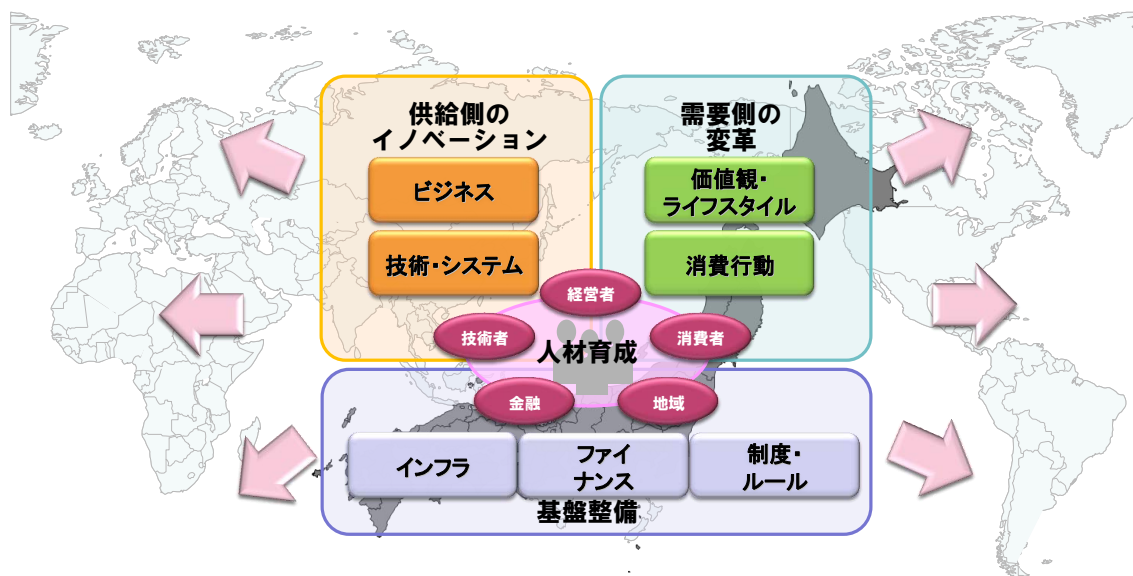 供給側の
イノベーション
ビジネス
技術・システム
需要側の
変革
価値観・
ライフスタイル
消費行動
経営者
技術者
消費者
人材育成
金融
地域
インフラ
ファイ
ナンス
制度・
ルール
基盤整備